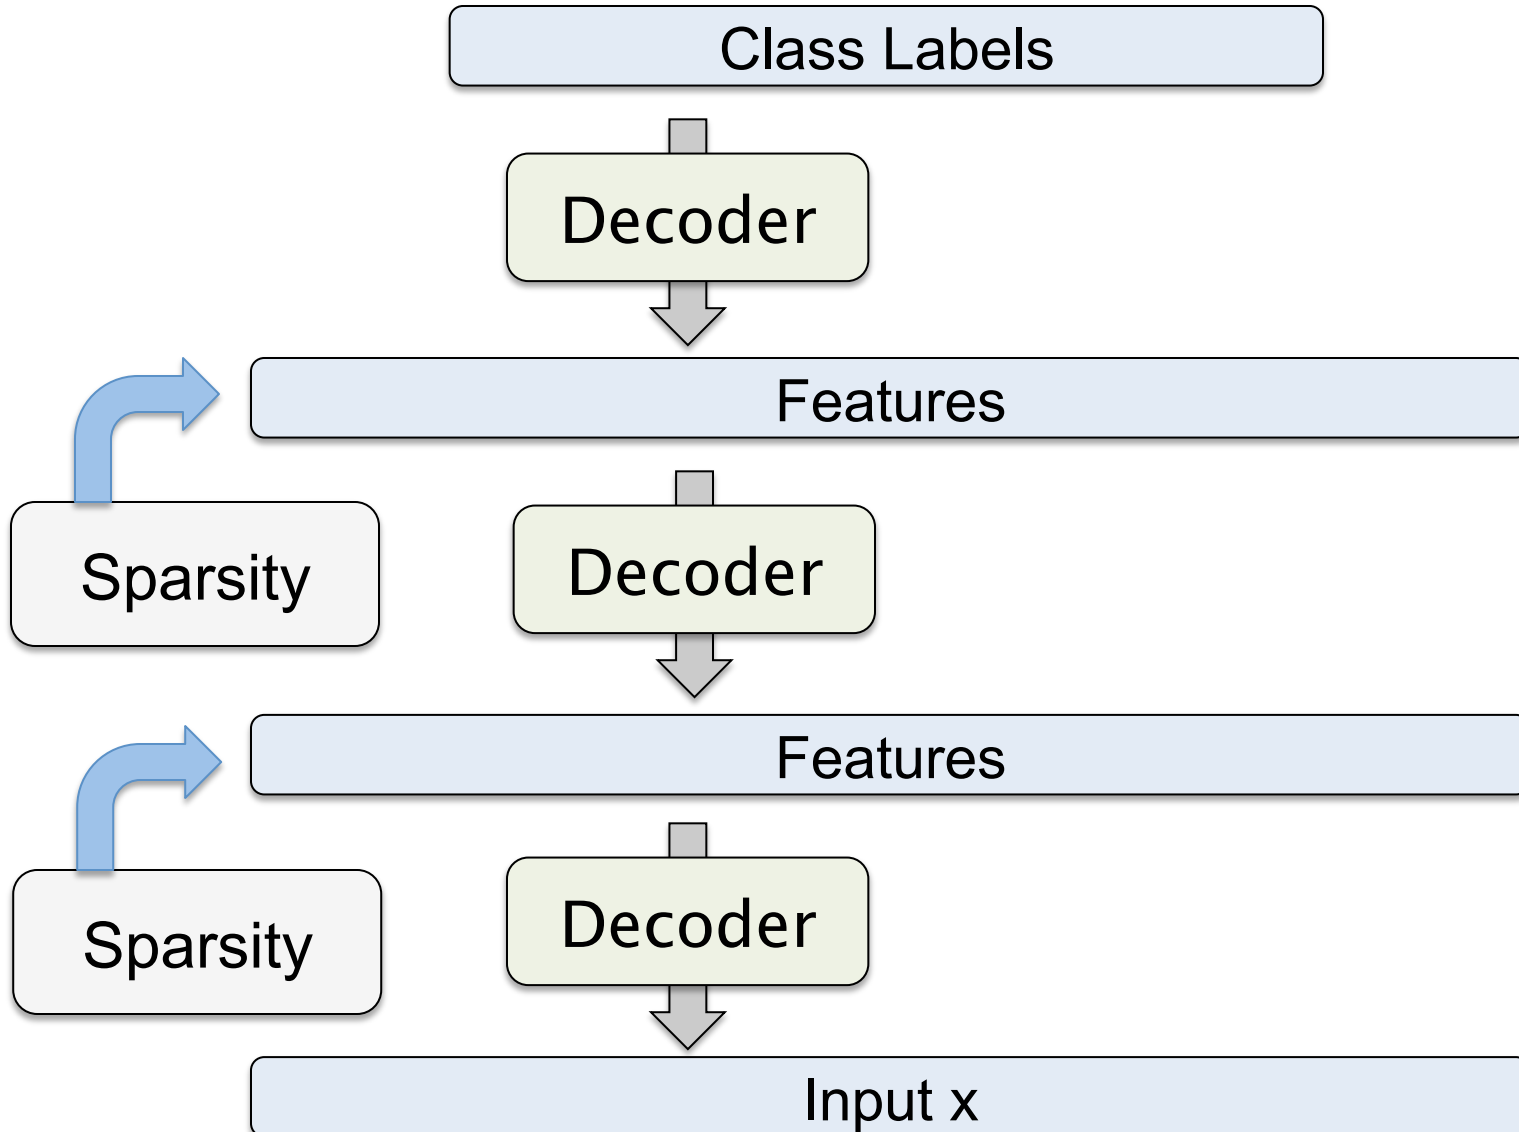 Class Labels
Decoder
Features
Sparsity
Decoder
Features
Sparsity
Decoder
Input x